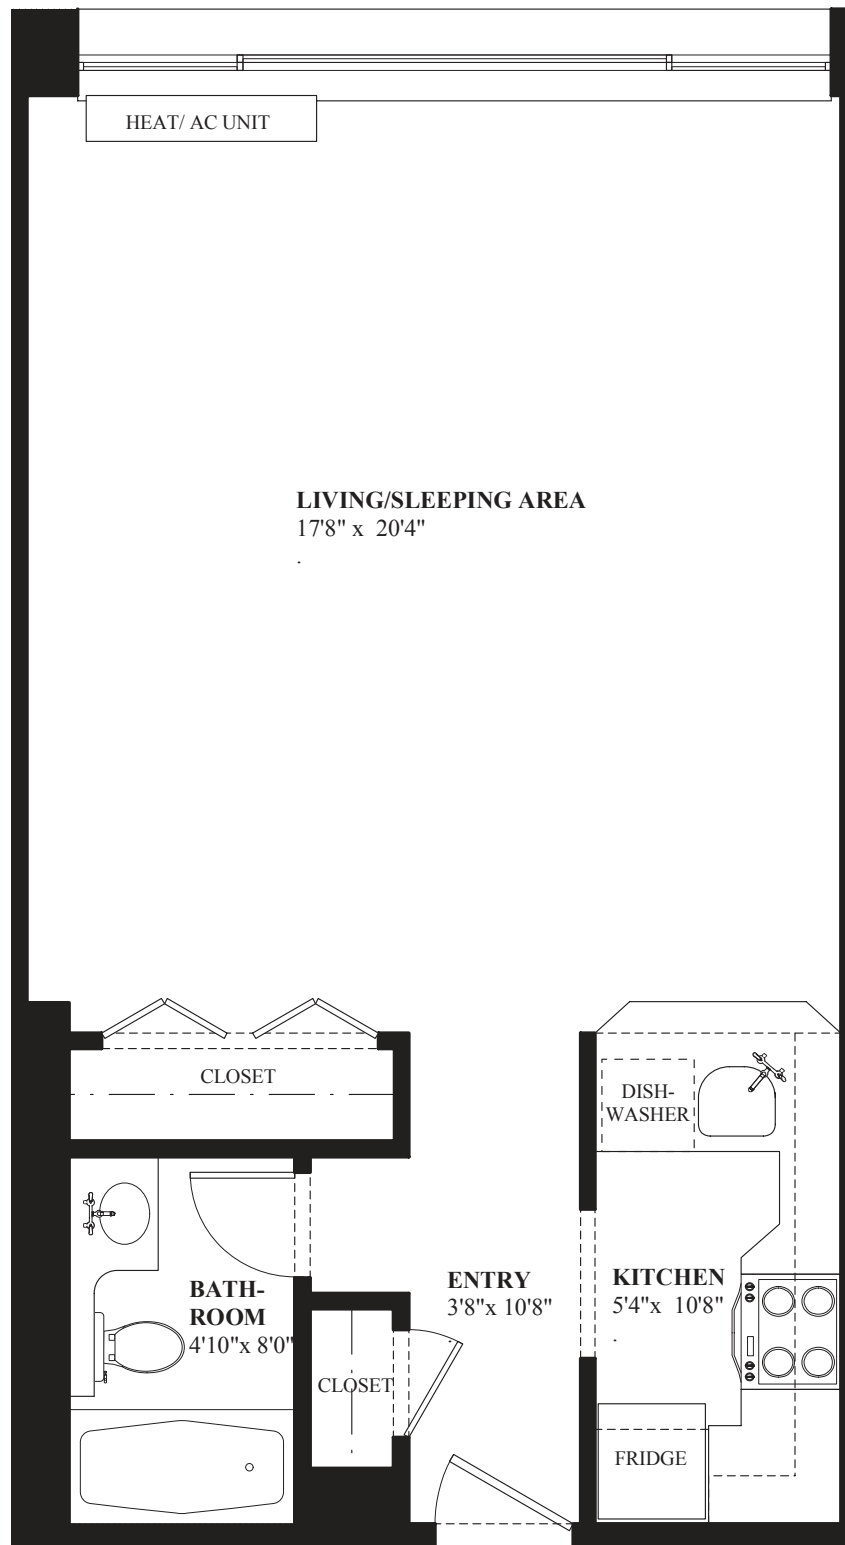 HEAT/ AC UNIT
LIVING/SLEEPING AREA
17'8" x 20'4"
.
CLOSET
DISH-
WASHER
BATH-
ROOM
4'10"x 8'0"
ENTRY
3'8"x 10'8"
KITCHEN
5'4"x 10'8"
.
CLOSET
FRIDGE